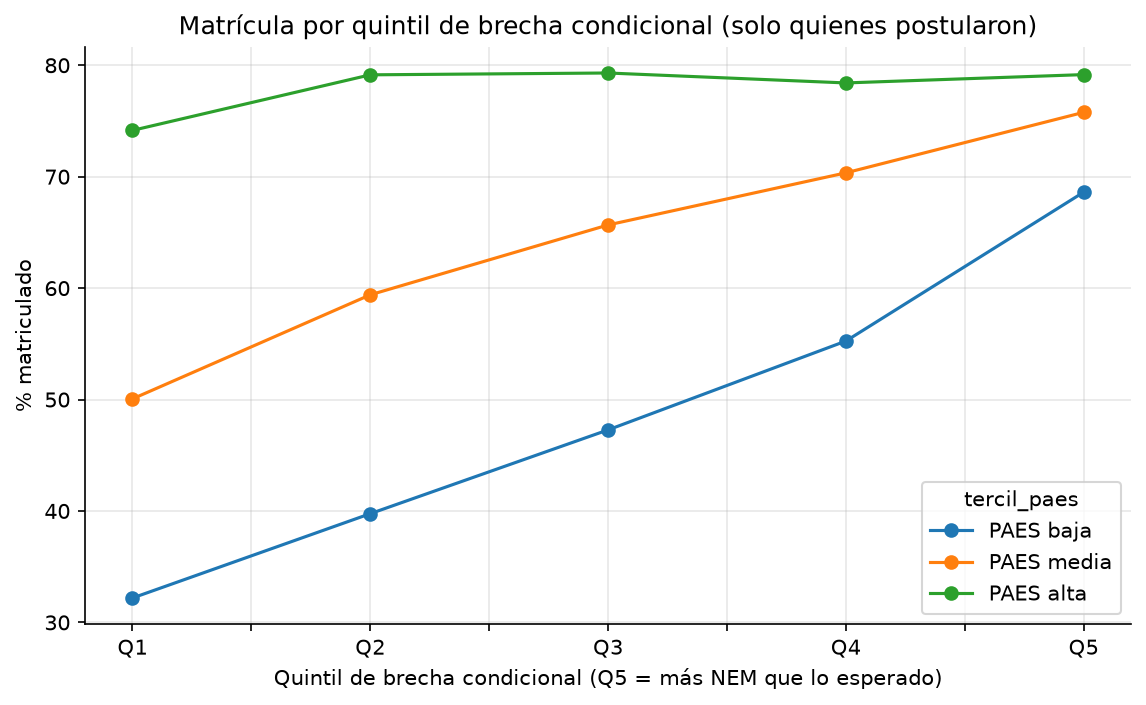 Matrícula por quintil de brecha condicional (solo quienes postularon)
% matriculado
80
70
60
50
40
30
Q1
Q2
Q3
Q4
Q5
Quintil de brecha condicional (Q5 = más NEM que lo esperado)
tercil_paes
PAES baja
PAES media
PAES alta